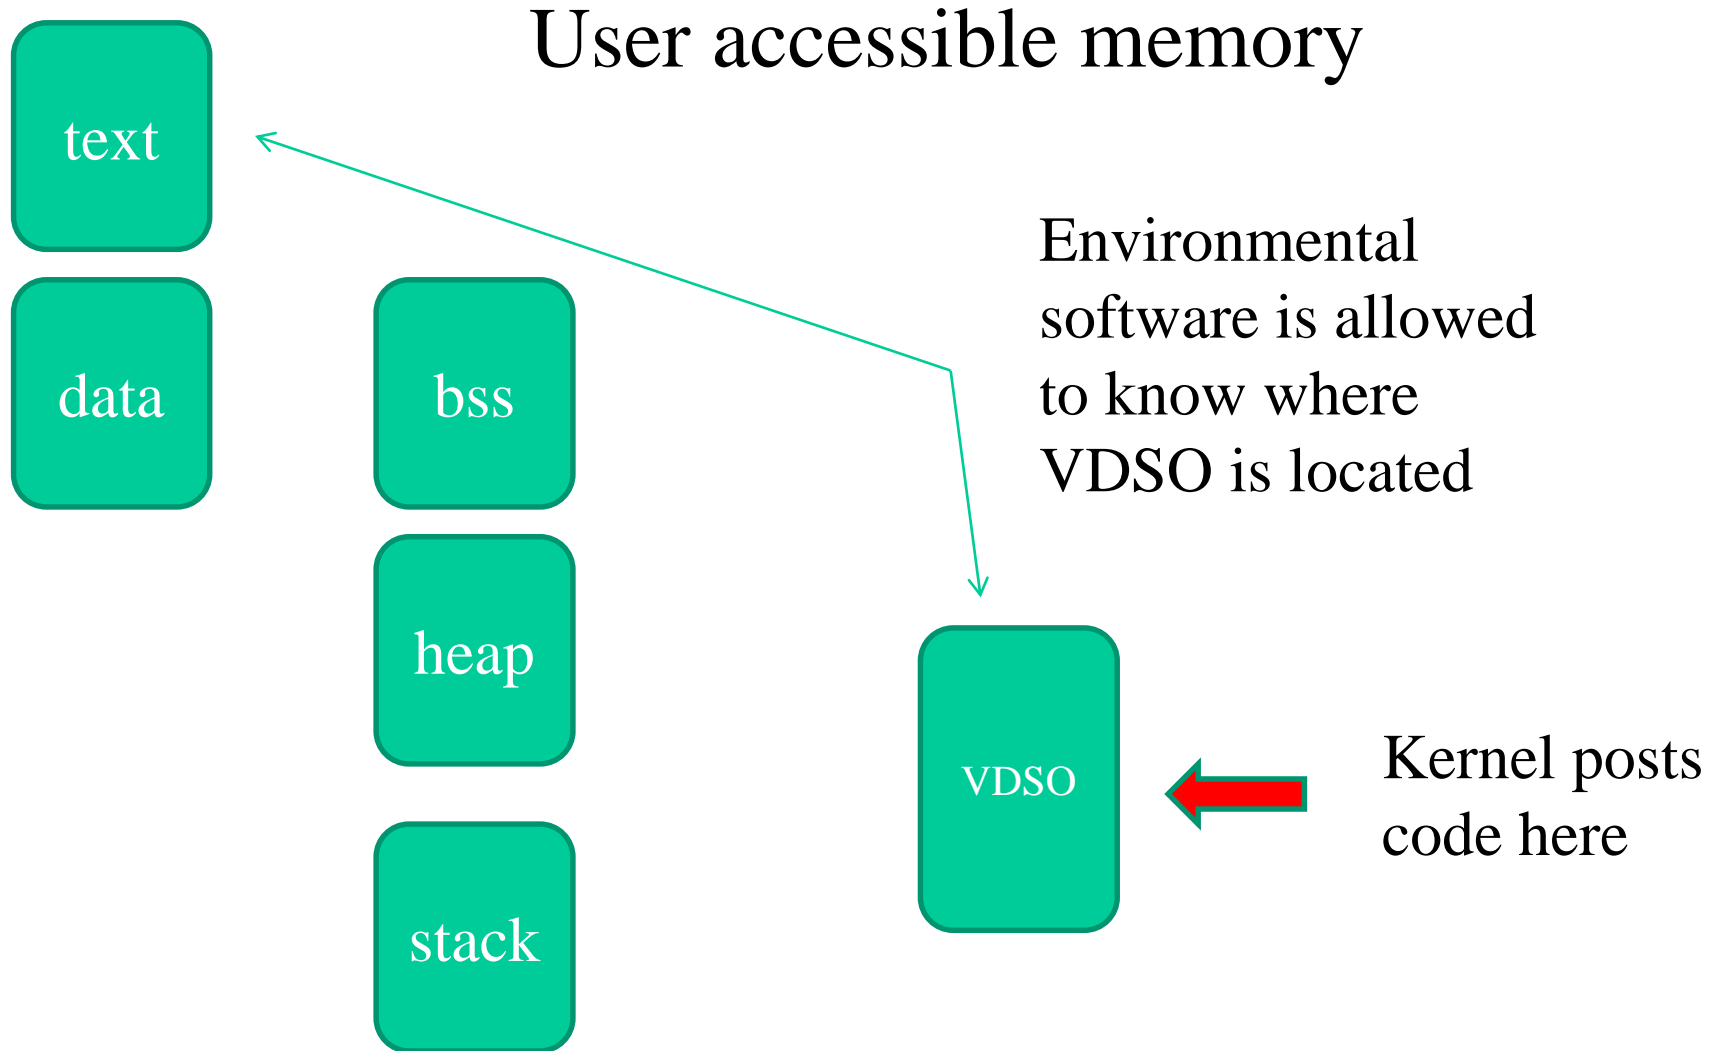 User accessible memory
text
Environmental
software is allowed
to know where
VDSO is located
data
bss
heap
VDSO
Kernel posts
code here
stack